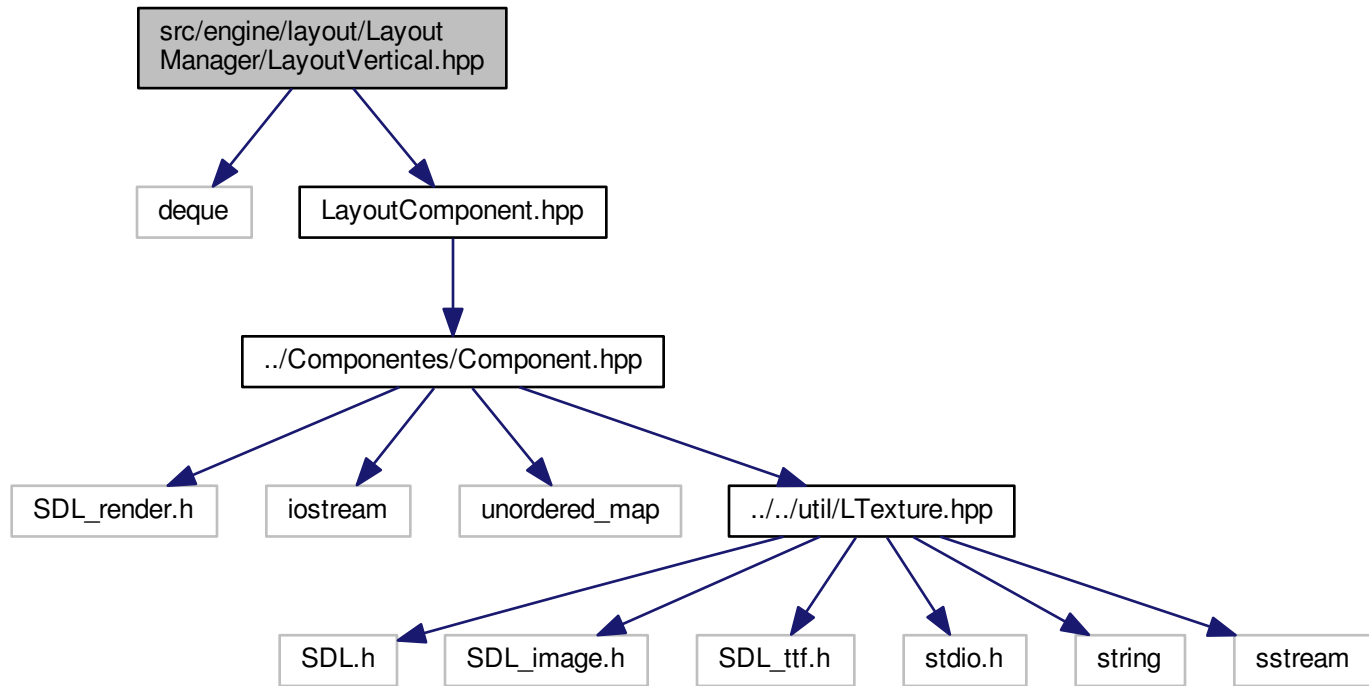 src/engine/layout/Layout
Manager/LayoutVertical.hpp
deque
LayoutComponent.hpp
../Componentes/Component.hpp
SDL_render.h
iostream
unordered_map
../../util/LTexture.hpp
SDL.h
SDL_image.h
SDL_ttf.h
stdio.h
string
sstream